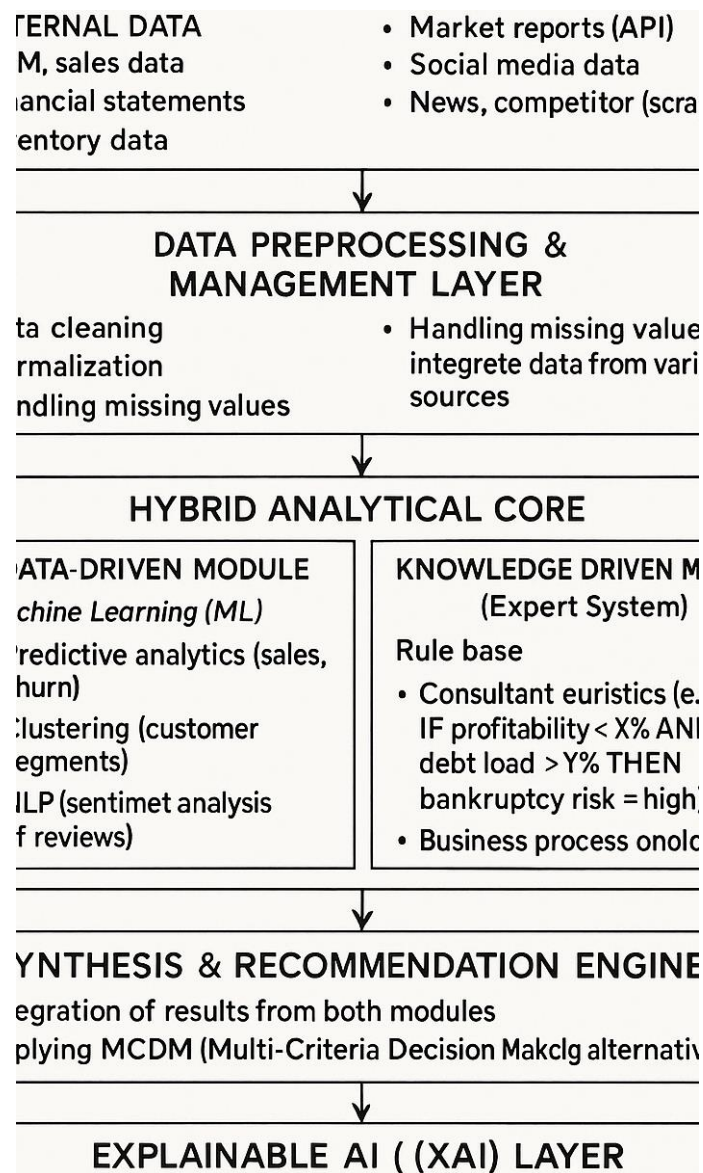 TERNAL DATA
M, sales data
ancial statements
entory data
• Market reports (API)
• Social media data
• News, competitor (scra
DATA PREPROCESSING &
MANAGEMENT LAYER
ta cleaning
rmalization
ndling missing values
• Handling missing value
integrete data from vari
sources
HYBRID ANALYTICAL CORE
ATA-DRIVEN MODULE
chine Learning (ML)
redictive analytics (sales,
hurn)
lustering (customer
egments)
NLP (sentimet analysis
f reviews)
KNOWLEDGE DRIVEN M
(Expert System)
Rule base
• Consultant euristics (e.
IF profitability < X% AND
debt load > Y% THEN
bankruptcy risk = high)
• Business process onolo
YNTHESIS & RECOMMENDATION ENGINE
egration of results from both modules
plying MCDM (Multi-Criteria Decision Makclg alternativ
EXPLAINABLE AI ( (XAI) LAYER